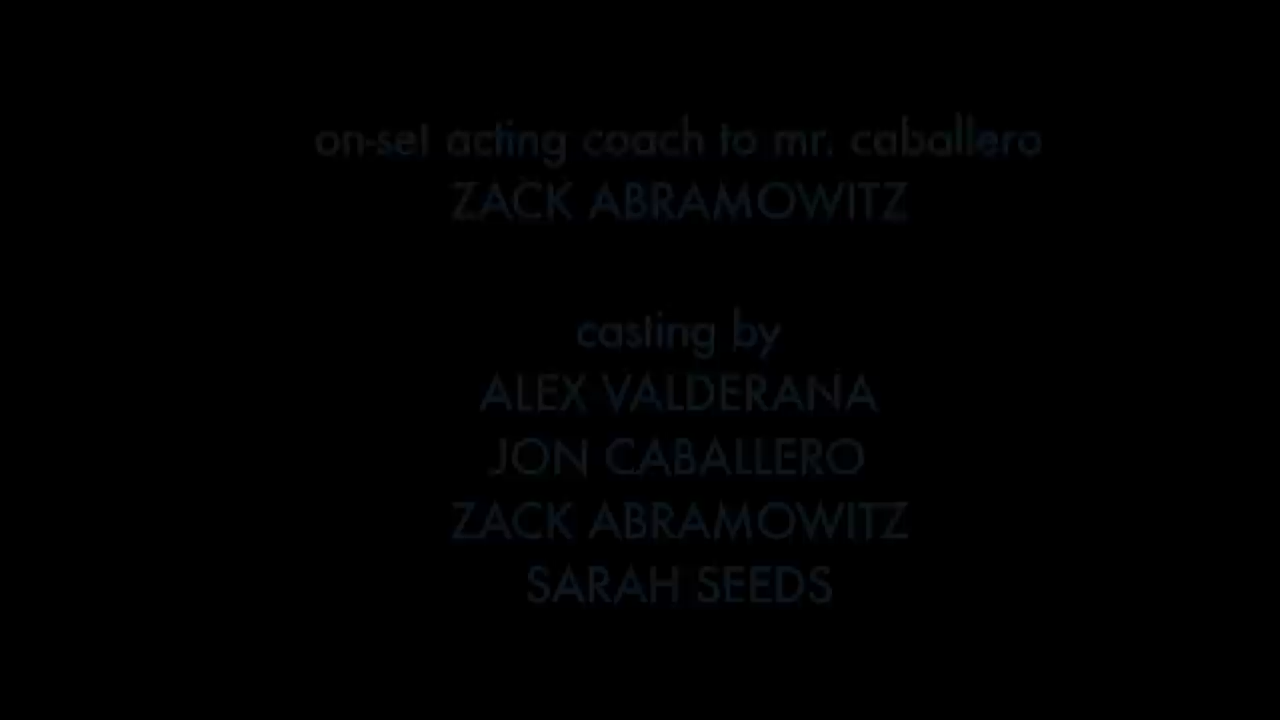 on-set acting coach to mr. caballero
ZACK ABRAMOWITZ
casting by
ALEX VALDERANA
JON CABALLERO
ZACK ABRAMOWITZ
SARAH SEEDS